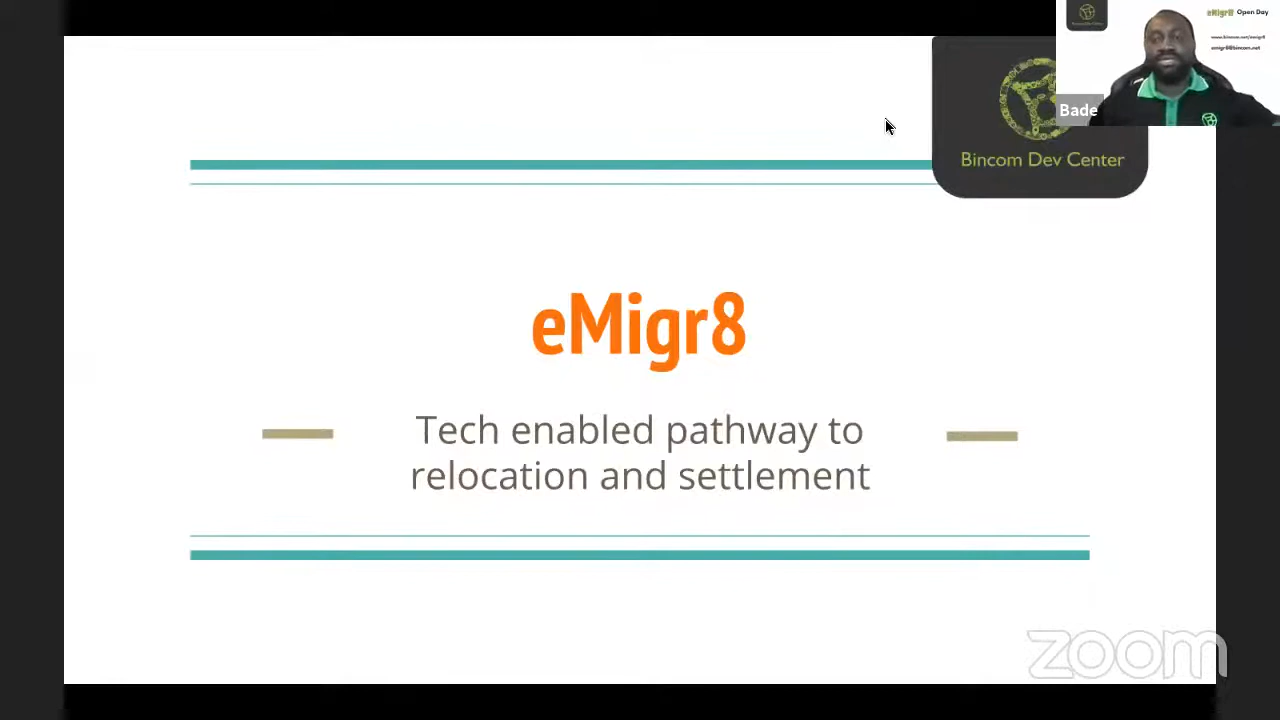 eMigr8 Open Day
www.bincom.net/emigr8
emigr8@bincom.net
Bade
Bincom Dev Center
eMigr8
Tech enabled pathway to
relocation and settlement
zoom